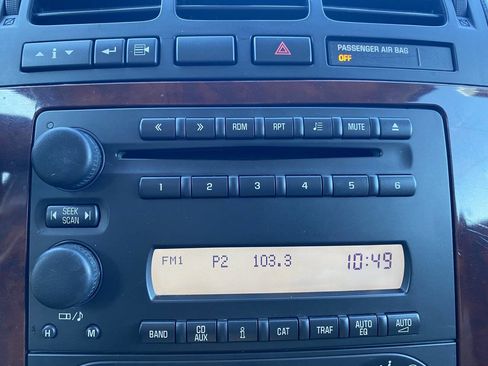 i
PASSENGER AIR BAG
OFF
« » RDM RPT MUTE
1 2 3 4 5 6
SEEK
SCAN
FM1 P2 103.3 10:49
H M
BAND CD AUX i CAT TRAF AUTO EQ AUTO